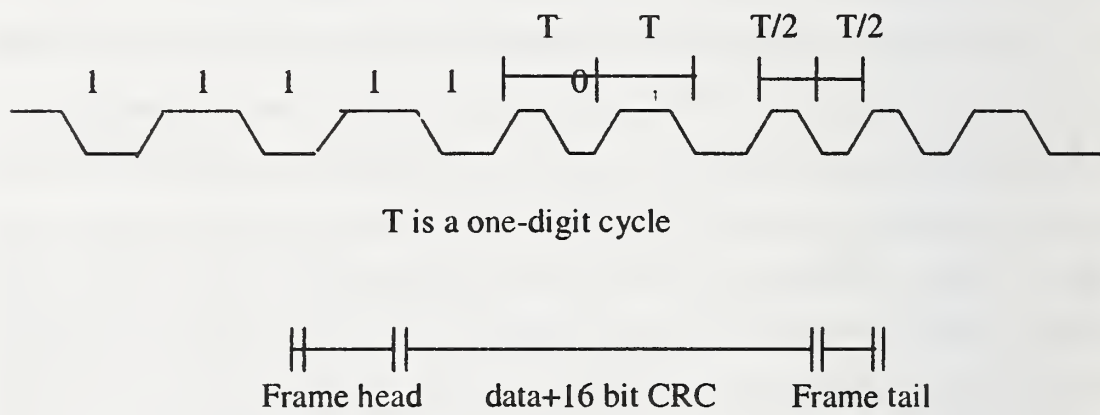 T T T/2 T/2
1 1 1 1 1 0
T is a one-digit cycle
Frame head data+16 bit CRC Frame tail